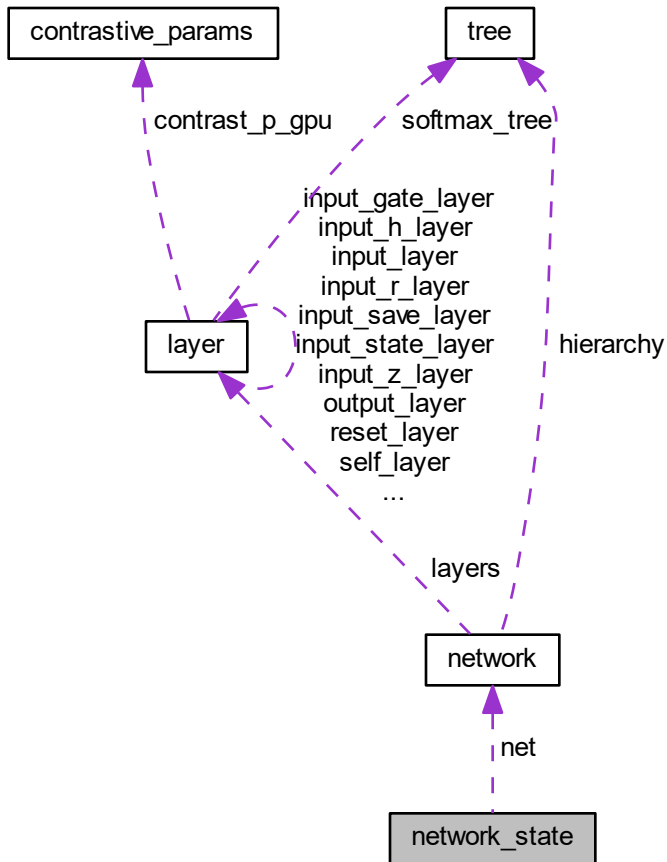 contrastive_params
tree
contrast_p_gpu
softmax_tree
input_gate_layer
input_h_layer
input_layer
input_r_layer
input_save_layer
input_state_layer
input_z_layer
output_layer
reset_layer
self_layer
...
layer
hierarchy
layers
network
net
network_state